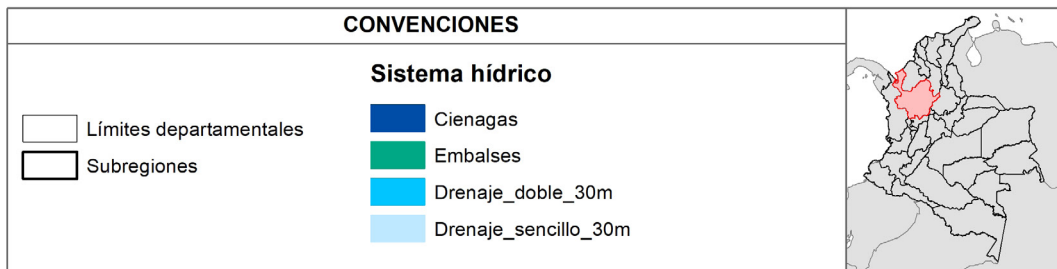 CONVENCIONES
Límites departamentales
Subregiones
Sistema hídrico
Cienagas
Embalses
Drenaje_doble_30m
Drenaje_sencillo_30m